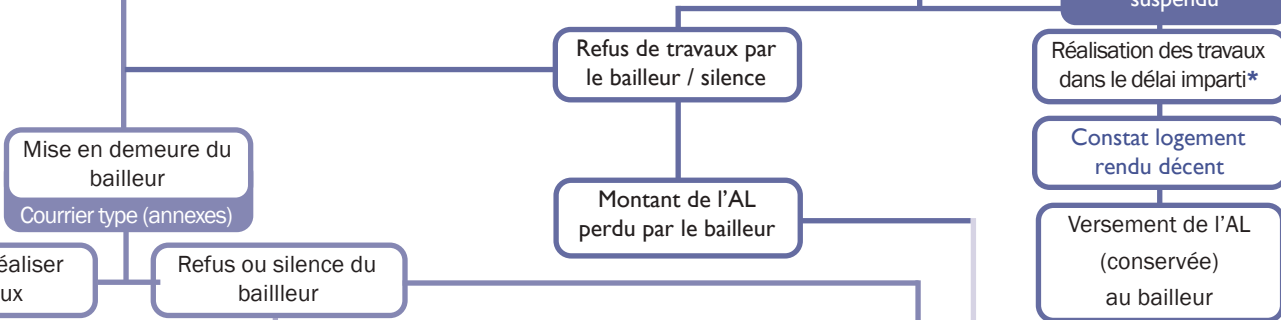 suspendu
Refus de travaux par
le bailleur / silence
Réalisation des travaux
dans le délai imparti*
Mise en demeure du
bailleur
Courrier type (annexes)
Constat logement
rendu décent
Montant de l'AL
perdu par le bailleur
Versement de l'AL
(conservée)
au bailleur
éaliser
ux
Refus ou silence du
baillleur